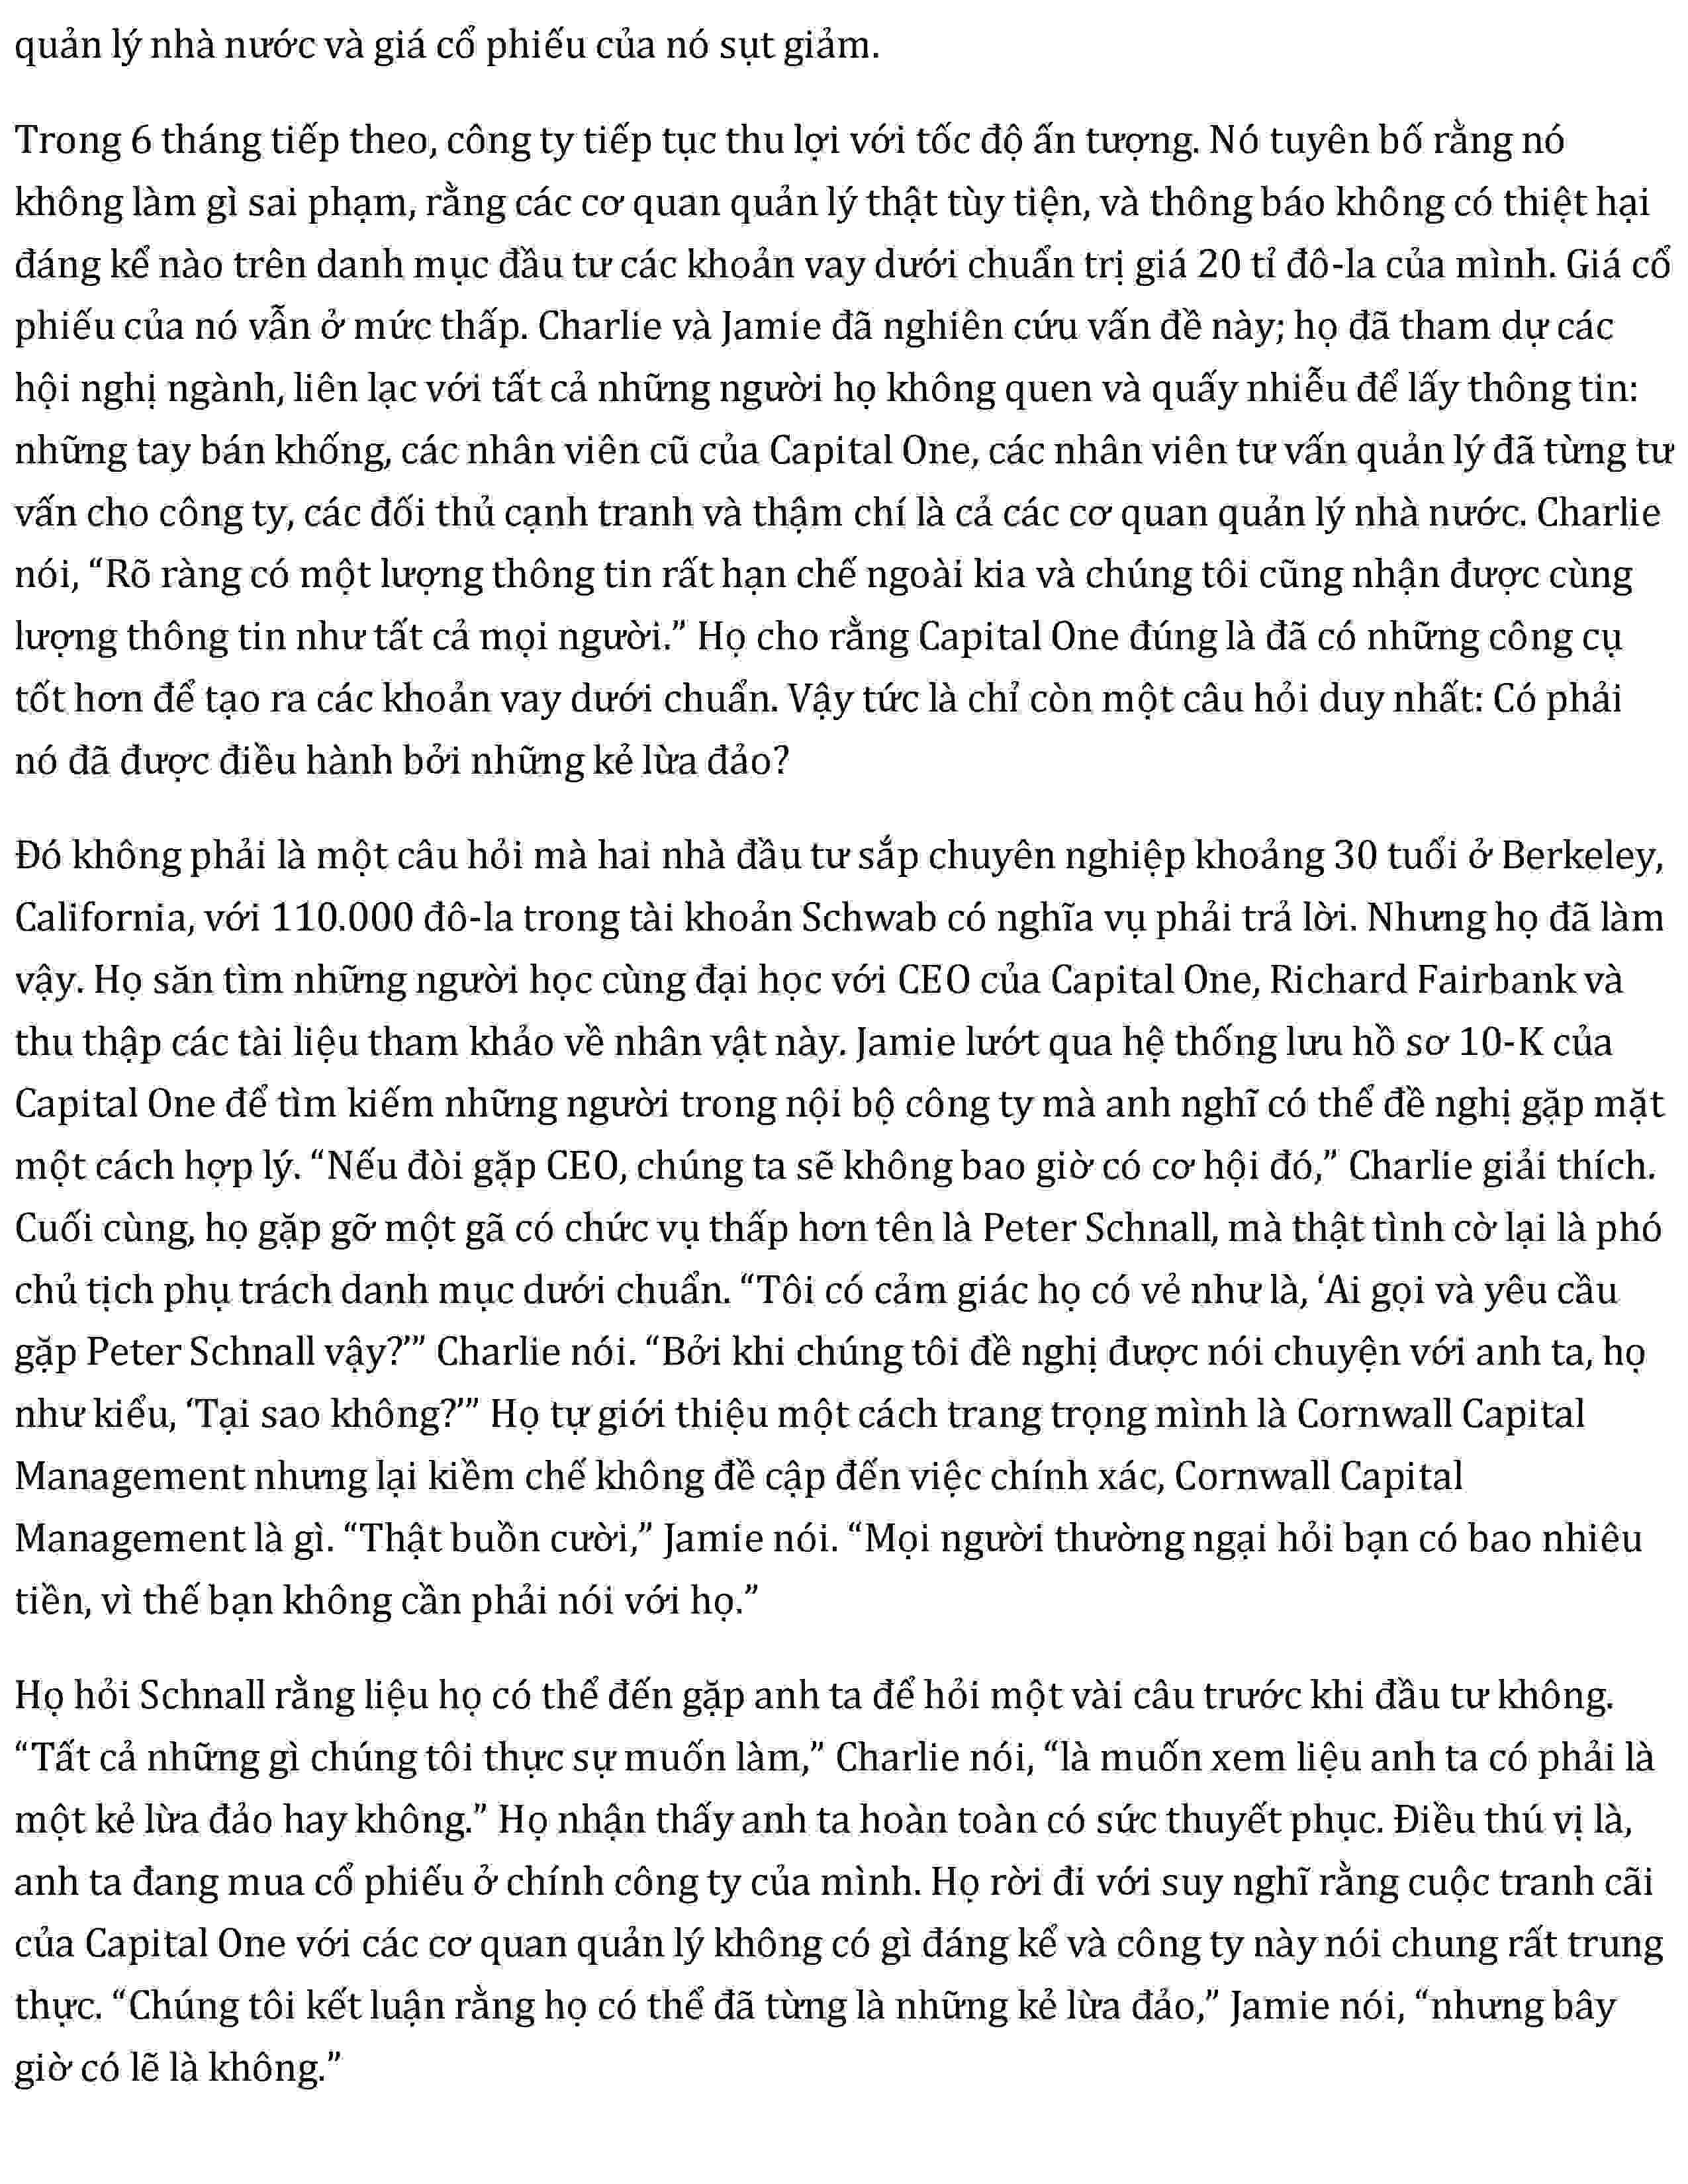 quản lý nhà nước và giá cổ phiếu của nó sụt giảm.
Trong 6 tháng tiếp theo, công ty tiếp tục thu lợi với tốc độ ấn tượng. Nó tuyên bố rằng nó
không làm gì sai phạm, rằng các cơ quan quản lý thật tùy tiện, và thông báo không có thiệt hại
đáng kể nào trên danh mục đầu tư các khoản vay dưới chuẩn trị giá 20 tỉ đô-la của mình. Giá cổ
phiếu của nó vẫn ở mức thấp. Charlie và Jamie đã nghiên cứu vấn đề này; họ đã tham dự các
hội nghị ngành, liên lạc với tất cả những người họ không quen và quấy nhiễu để lấy thông tin:
những tay bán khống, các nhân viên cũ của Capital One, các nhân viên tư vấn quản lý đã từng tư
vấn cho công ty, các đối thủ cạnh tranh và thậm chí là cả các cơ quan quản lý nhà nước. Charlie
nói, “Rõ ràng có một lượng thông tin rất hạn chế ngoài kia và chúng tôi cũng nhận được cùng
lượng thông tin như tất cả mọi người.” Họ cho rằng Capital One đúng là đã có những công cụ
tốt hơn để tạo ra các khoản vay dưới chuẩn. Vậy tức là chỉ còn một câu hỏi duy nhất: Có phải
nó đã được điều hành bởi những kẻ lừa đảo?
Đó không phải là một câu hỏi mà hai nhà đầu tư sắp chuyên nghiệp khoảng 30 tuổi ở Berkeley,
California, với 110.000 đô-la trong tài khoản Schwab có nghĩa vụ phải trả lời. Nhưng họ đã làm
vậy. Họ săn tìm những người học cùng đại học với CEO của Capital One, Richard Fairbank và
thu thập các tài liệu tham khảo về nhân vật này. Jamie lướt qua hệ thống lưu hồ sơ 10-K của
Capital One để tìm kiếm những người trong nội bộ công ty mà anh nghĩ có thể đề nghị gặp mặt
một cách hợp lý. “Nếu đòi gặp CEO, chúng ta sẽ không bao giờ có cơ hội đó,” Charlie giải thích.
Cuối cùng, họ gặp gỡ một gã có chức vụ thấp hơn tên là Peter Schnall, mà thật tình cờ lại là phó
chủ tịch phụ trách danh mục dưới chuẩn. “Tôi có cảm giác họ có vẻ như là, ‘Ai gọi và yêu cầu
gặp Peter Schnall vậy?’” Charlie nói. “Bởi khi chúng tôi đề nghị được nói chuyện với anh ta, họ
như kiểu, ‘Tại sao không?’” Họ tự giới thiệu một cách trang trọng mình là Cornwall Capital
Management nhưng lại kiềm chế không đề cập đến việc chính xác, Cornwall Capital
Management là gì. “Thật buồn cười,” Jamie nói. “Mọi người thường ngại hỏi bạn có bao nhiêu
tiền, vì thế bạn không cần phải nói với họ.”
Họ hỏi Schnall rằng liệu họ có thể đến gặp anh ta để hỏi một vài câu trước khi đầu tư không.
“Tất cả những gì chúng tôi thực sự muốn làm,” Charlie nói, “là muốn xem liệu anh ta có phải là
một kẻ lừa đảo hay không.” Họ nhận thấy anh ta hoàn toàn có sức thuyết phục. Điều thú vị là,
anh ta đang mua cổ phiếu ở chính công ty của mình. Họ rời đi với suy nghĩ rằng cuộc tranh cãi
của Capital One với các cơ quan quản lý không có gì đáng kể và công ty này nói chung rất trung
thực. “Chúng tôi kết luận rằng họ có thể đã từng là những kẻ lừa đảo,” Jamie nói, “nhưng bây
giờ có lẽ là không.”